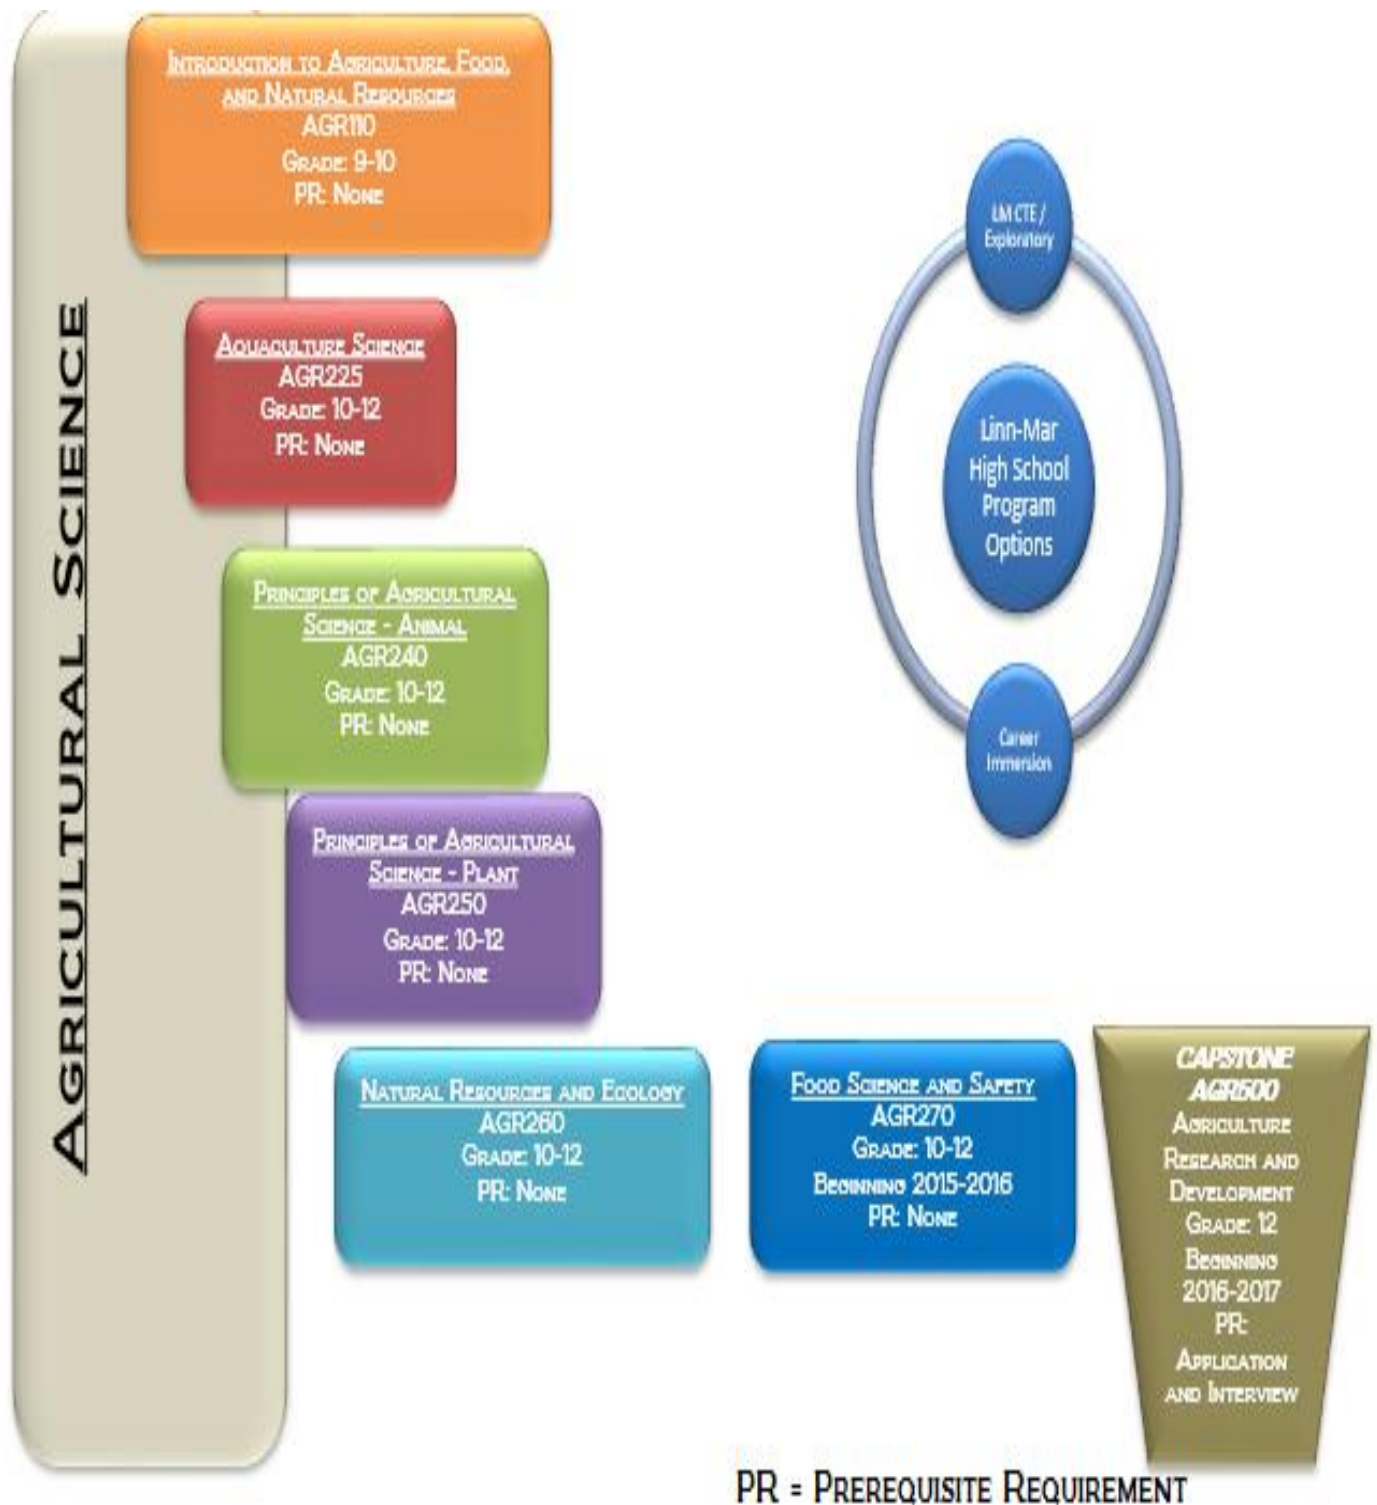 AGRICULTURAL SCIENCE
INTRODUCTION TO AGRICULTURE, FOOD,
AND NATURAL RESOURCES
AGR110
GRADE: 9-10
PR: NONE
AQUACULTURE SCIENCE
AGR225
GRADE: 10-12
PR: NONE
PRINCIPLES OF AGRICULTURAL
SCIENCE - ANIMAL
AGR240
GRADE: 10-12
PR: NONE
PRINCIPLES OF AGRICULTURAL
SCIENCE - PLANT
AGR250
GRADE: 10-12
PR: NONE
NATURAL RESOURCES AND ECOLOGY
AGR260
GRADE: 10-12
PR: NONE
FOOD SCIENCE AND SAFETY
AGR270
GRADE: 10-12
BEGINNING 2015-2016
PR: NONE
CAPSTONE
AGR500
AGRICULTURE
RESEARCH AND
DEVELOPMENT
GRADE: 12
BEGINNING
2016-2017
PR:
APPLICATION
AND INTERVIEW
LM CTE /
Exploratory
Linn-Mar
High School
Program
Options
Career
Immersion
PR = PREREQUISITE REQUIREMENT